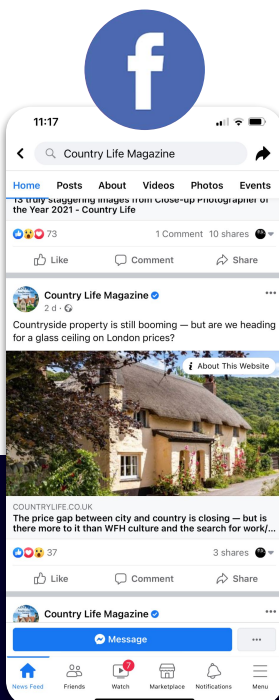 f
11:17
Country Life Magazine
Home Posts About Videos Photos Events
13 truly staggering images from Close-up Photographer of
the Year 2021 - Country Life
73 1 Comment 10 shares
Like Comment Share
Country Life Magazine
2 d ·
Countryside property is still booming — but are we heading
for a glass ceiling on London prices?
i About This Website
COUNTRYLIFE.CO.UK
The price gap between city and country is closing — but is
there more to it than WFH culture and the search for work/...
37 3 shares
Like Comment Share
Country Life Magazine
Message
7
News Feed Friends Watch Marketplace Notifications Menu